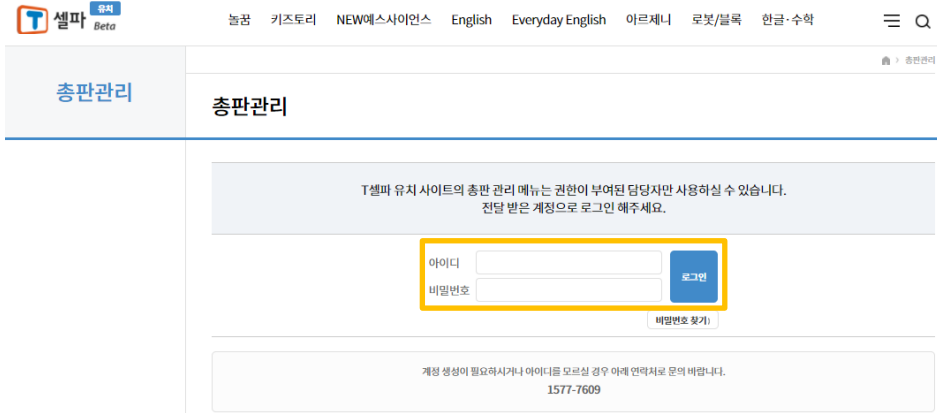 T 셀파 유치 Beta
놀꿈 키즈토리 NEW예스사이언스 English Everyday English 아르제니 로봇/블록 한글·수학
> 총판관리
총판관리
총판관리
T셀파 유치 사이트의 총판 관리 메뉴는 권한이 부여된 담당자만 사용하실 수 있습니다.
전달 받은 계정으로 로그인 해주세요.
아이디
로그인
비밀번호
비밀번호 찾기)
계정 생성이 필요하시거나 아이디를 모르실 경우 아래 연락처로 문의 바랍니다.
1577-7609